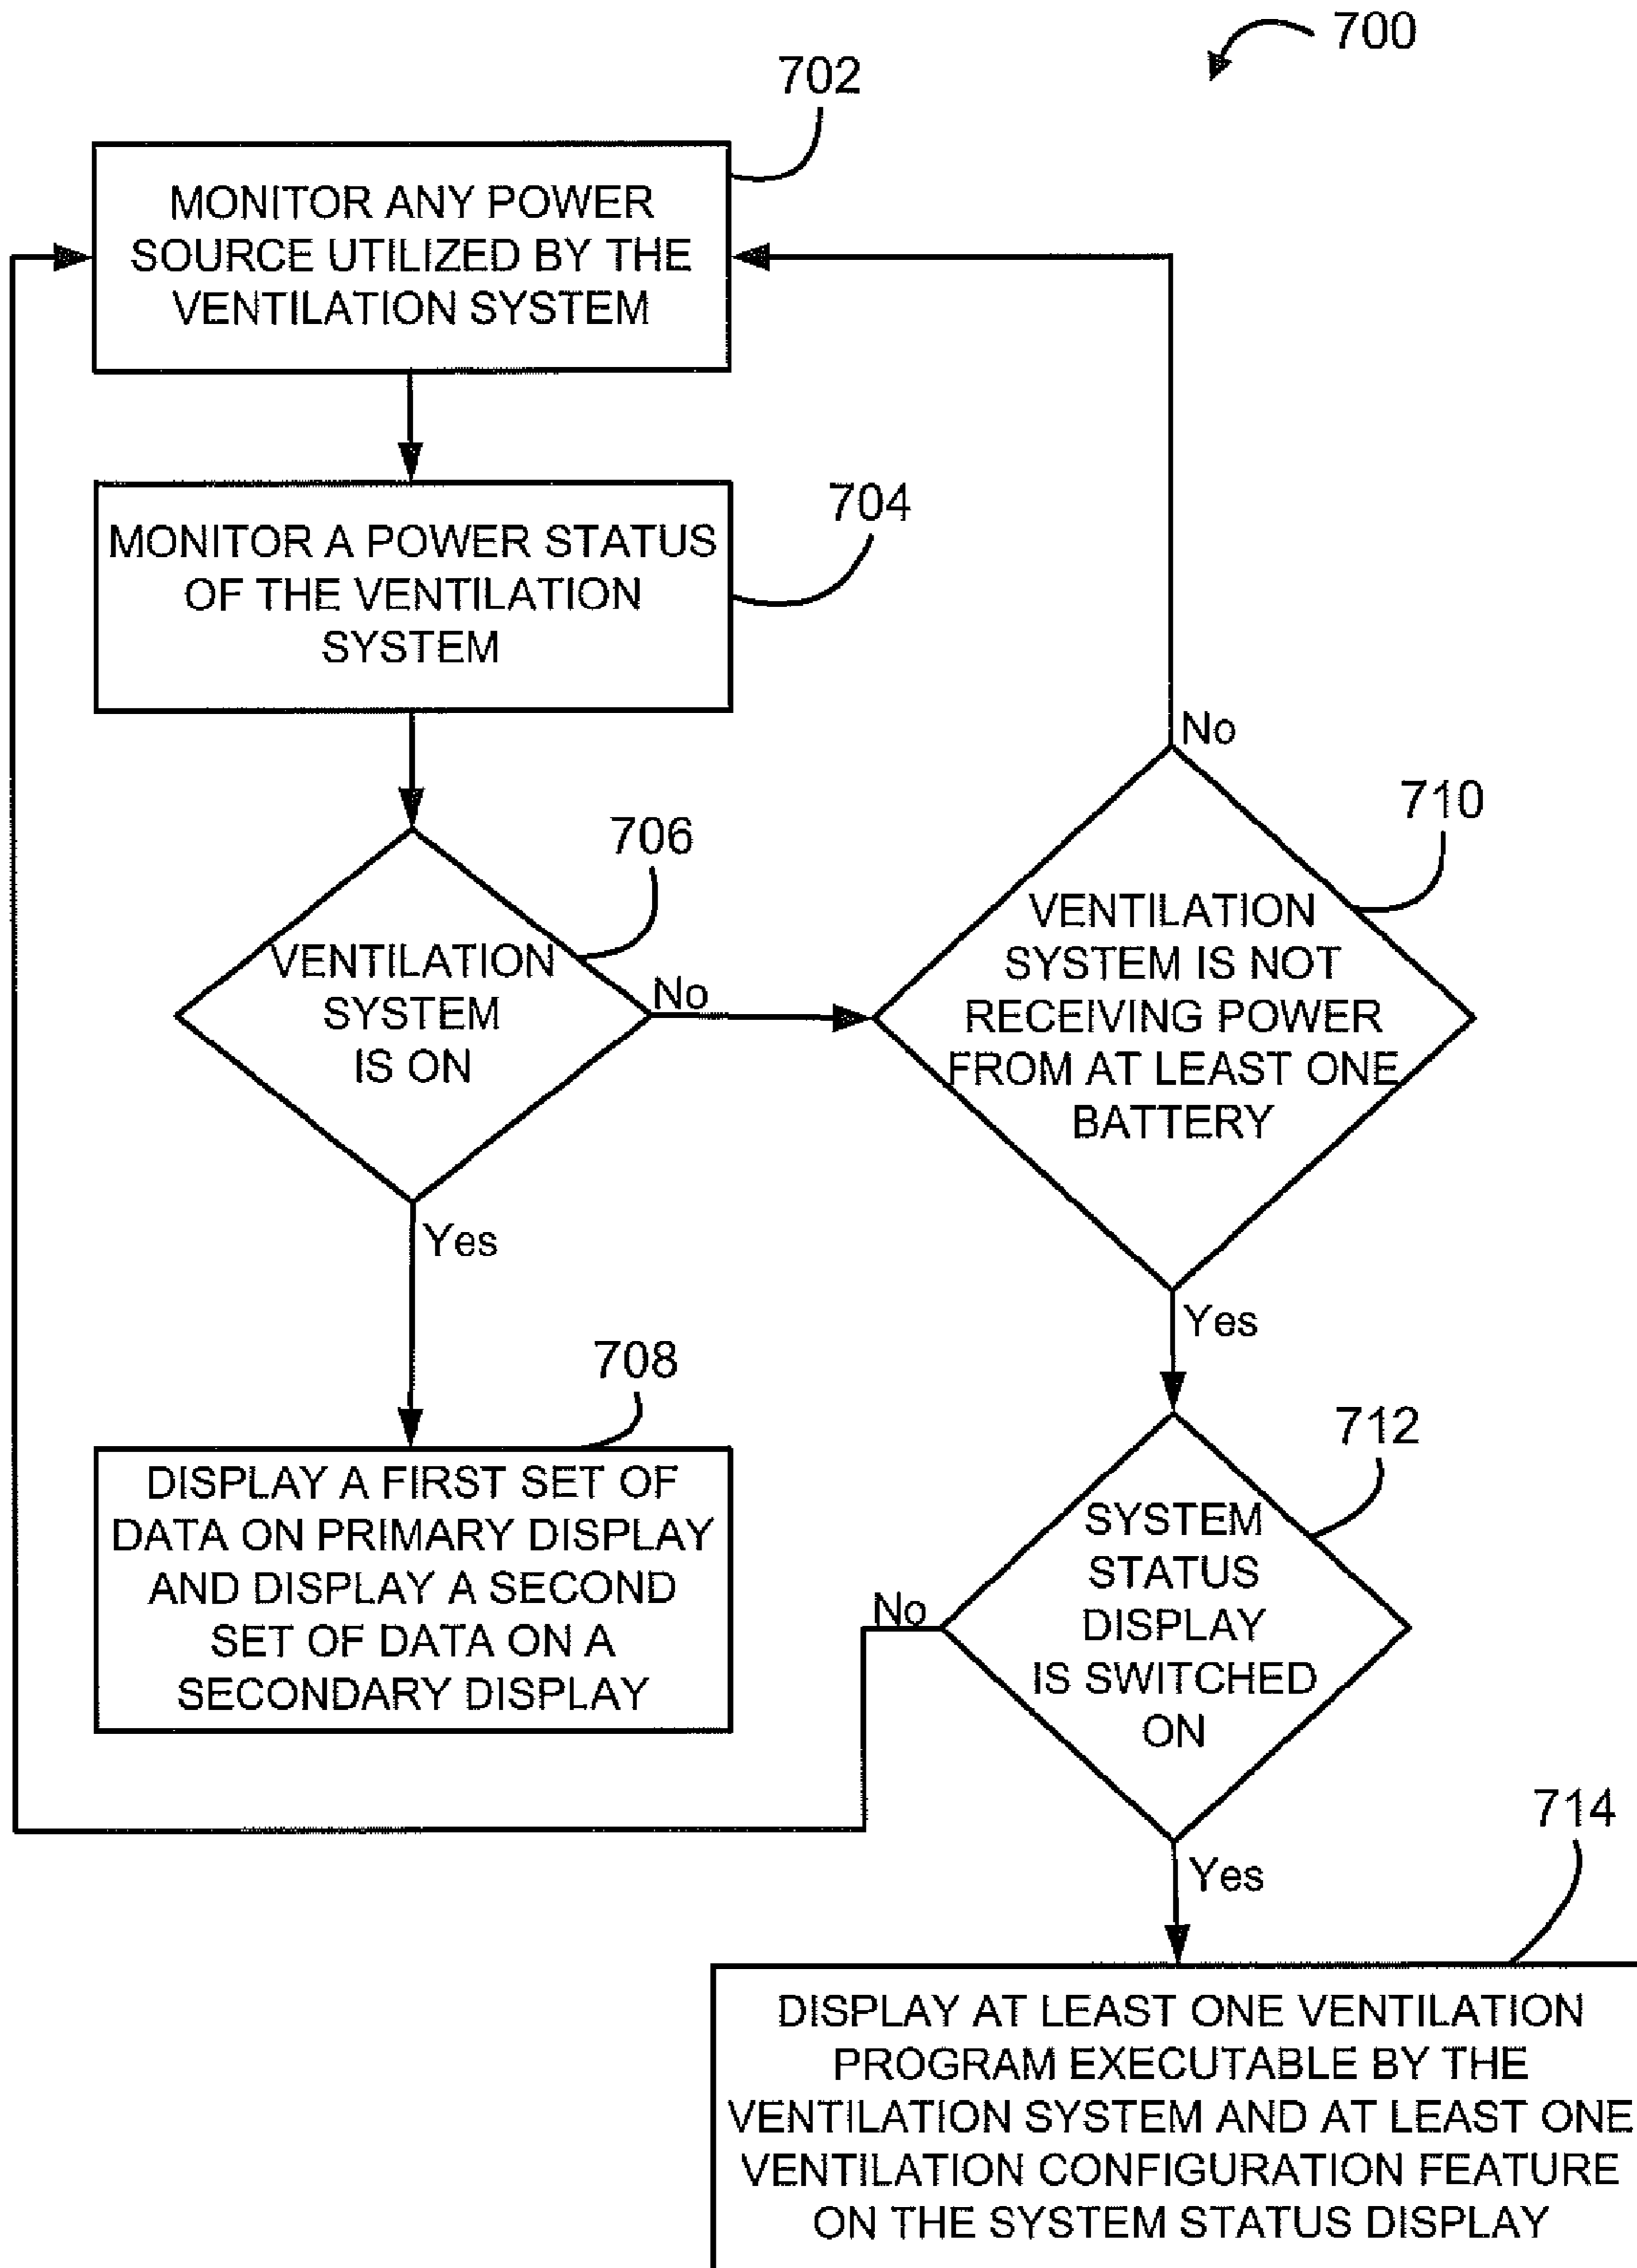 700
702
MONITOR ANY POWER
SOURCE UTILIZED BY THE
VENTILATION SYSTEM
704
MONITOR A POWER STATUS
OF THE VENTILATION
SYSTEM
706
VENTILATION
SYSTEM
IS ON
No
Yes
708
DISPLAY A FIRST SET OF
DATA ON PRIMARY DISPLAY
AND DISPLAY A SECOND
SET OF DATA ON A
SECONDARY DISPLAY
No
710
VENTILATION
SYSTEM IS NOT
RECEIVING POWER
FROM AT LEAST ONE
BATTERY
Yes
712
SYSTEM
STATUS
DISPLAY
IS SWITCHED
ON
No
Yes
714
DISPLAY AT LEAST ONE VENTILATION
PROGRAM EXECUTABLE BY THE
VENTILATION SYSTEM AND AT LEAST ONE
VENTILATION CONFIGURATION FEATURE
ON THE SYSTEM STATUS DISPLAY